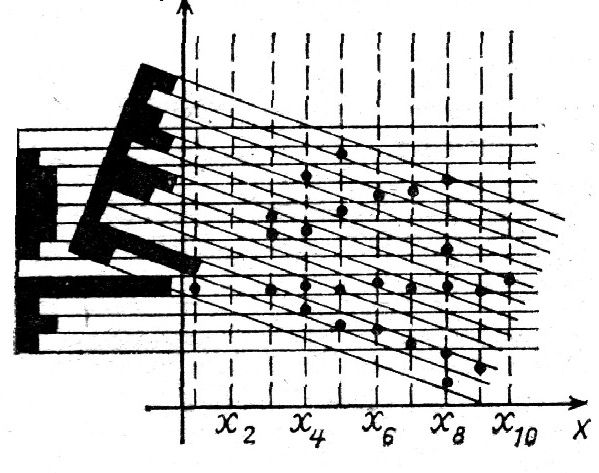 x₂ x₄ x₆ x₈ x₁₀ X